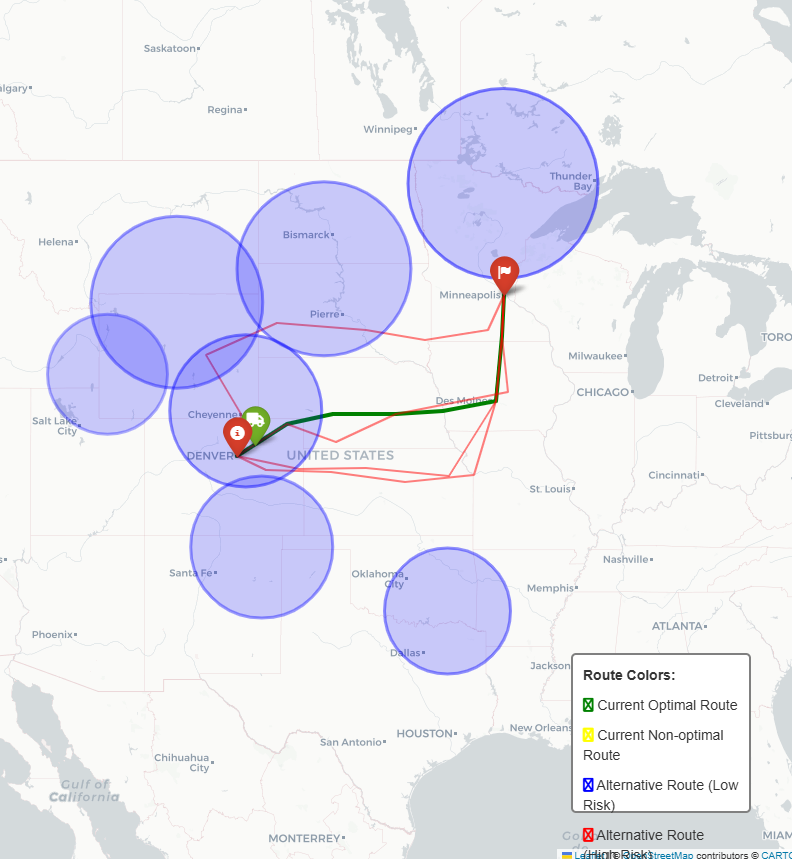 Saskatoon
algary
Regina
Winnipeg
Thunder
Bay
Helena
Bismarck
Pierre
Minneapolis
TORO
Milwaukee
Detroit
CHICAGO
Cleveland
Des Moines
Cheyenne
Salt Lake
City
DENVER
UNITED STATES
Pittsburg
Cincinnati
St. Louis
Nashville
Santa Fe
Oklahoma
City
Memphis
ATLANTA
Phoenix
Dallas
Jackson
New Orleans
HOUSTON
San Antonio
Chihuahua
City
Gulf of
California
MONTERREY
MIAM
Route Colors:
Current Optimal Route
Current Non-optimal
Route
Alternative Route (Low
Risk)
Alternative Route
(High Risk)
Leaflet | © OpenStreetMap contributors © CARTO